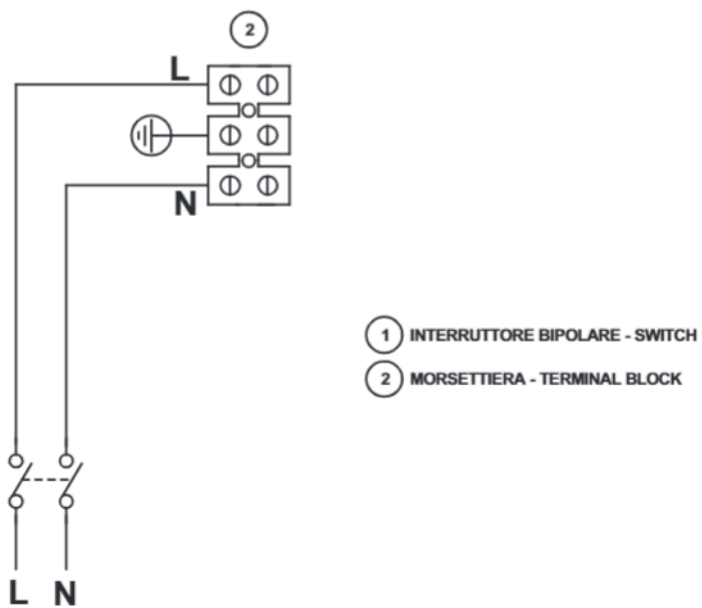 2
L
N
1 INTERRUTTORE BIPOLARE - SWITCH
2 MORSETTIERA - TERMINAL BLOCK
L N